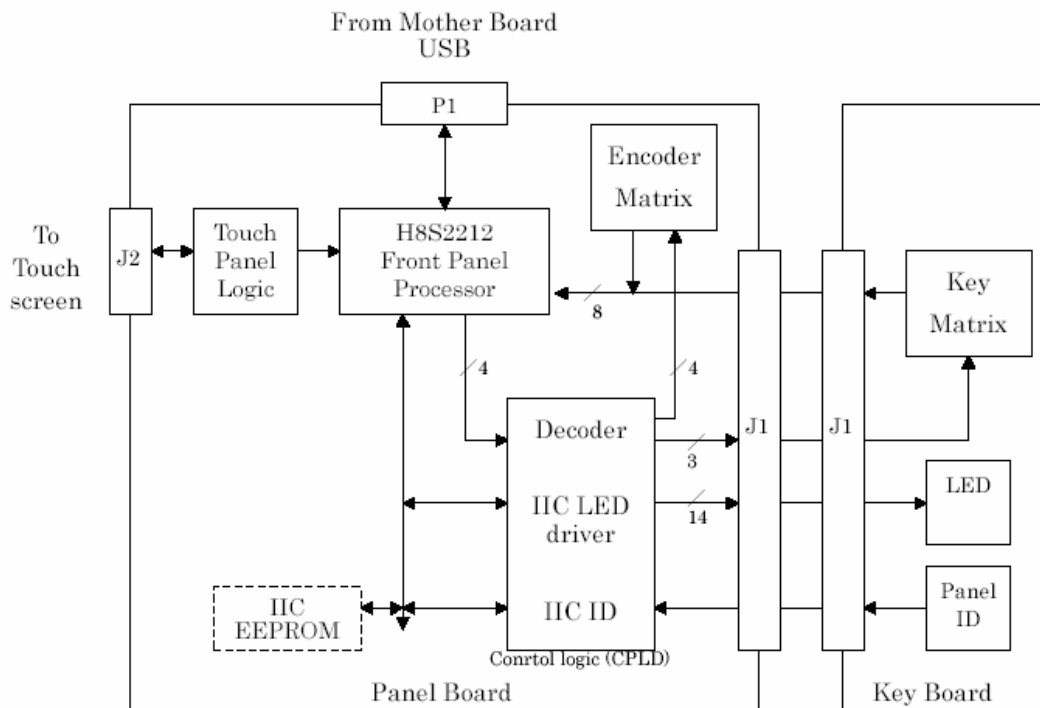 From Mother Board
USB
P1
Encoder
Matrix
To
Touch
screen
J2
Touch
Panel
Logic
H8S2212
Front Panel
Processor
8
Key
Matrix
4
4
Decoder
3
J1
J1
IIC LED
driver
14
LED
IIC
EEPROM
IIC ID
Panel
ID
Conrtol logic (CPLD)
Panel Board
Key Board